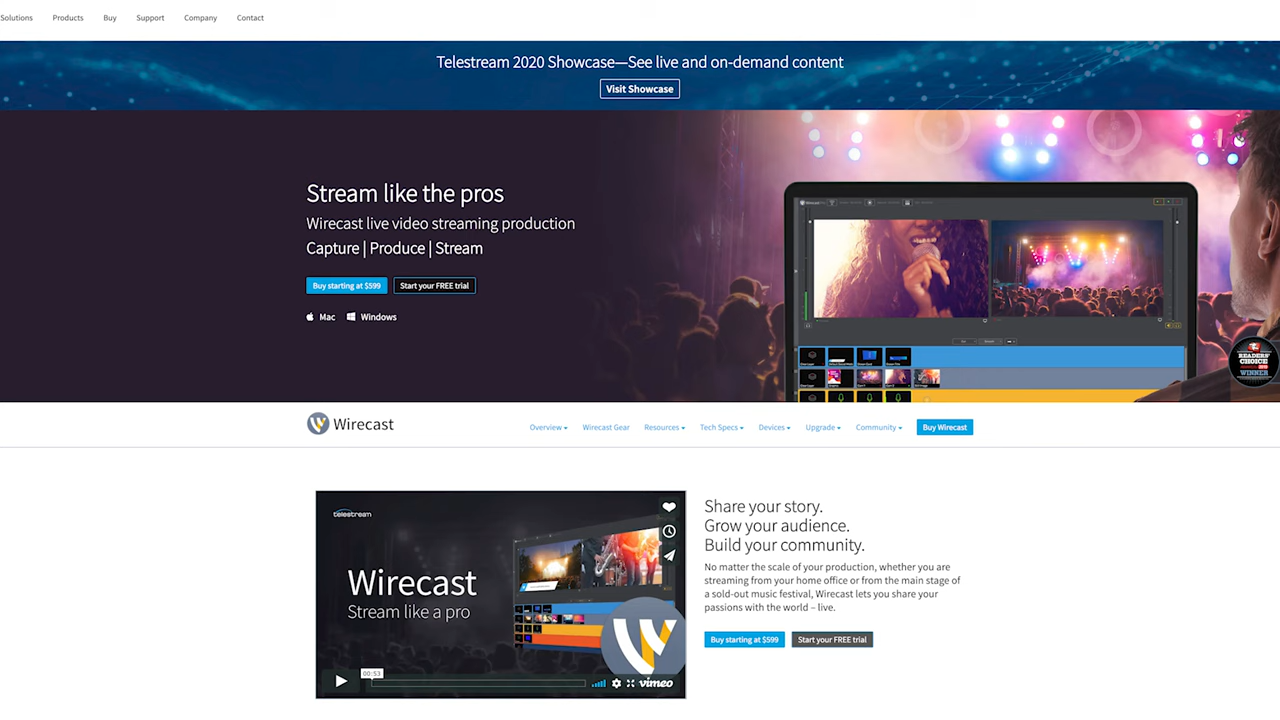 Solutions Products Buy Support Company Contact
Telestream 2020 Showcase—See live and on-demand content
Visit Showcase
Stream like the pros
Wirecast live video streaming production
Capture | Produce | Stream
Buy starting at $599 Start your FREE trial
Mac Windows
READERS'
CHOICE
WINNER
Wirecast
Overview Wirecast Gear Resources Tech Specs Devices Upgrade Community Buy Wirecast
telestream
Wirecast
Stream like a pro
00:53
vimeo
Share your story.
Grow your audience.
Build your community.
No matter the scale of your production, whether you are
streaming from your home office or from the main stage of
a sold-out music festival, Wirecast lets you share your
passions with the world – live.
Buy starting at $599 Start your FREE trial